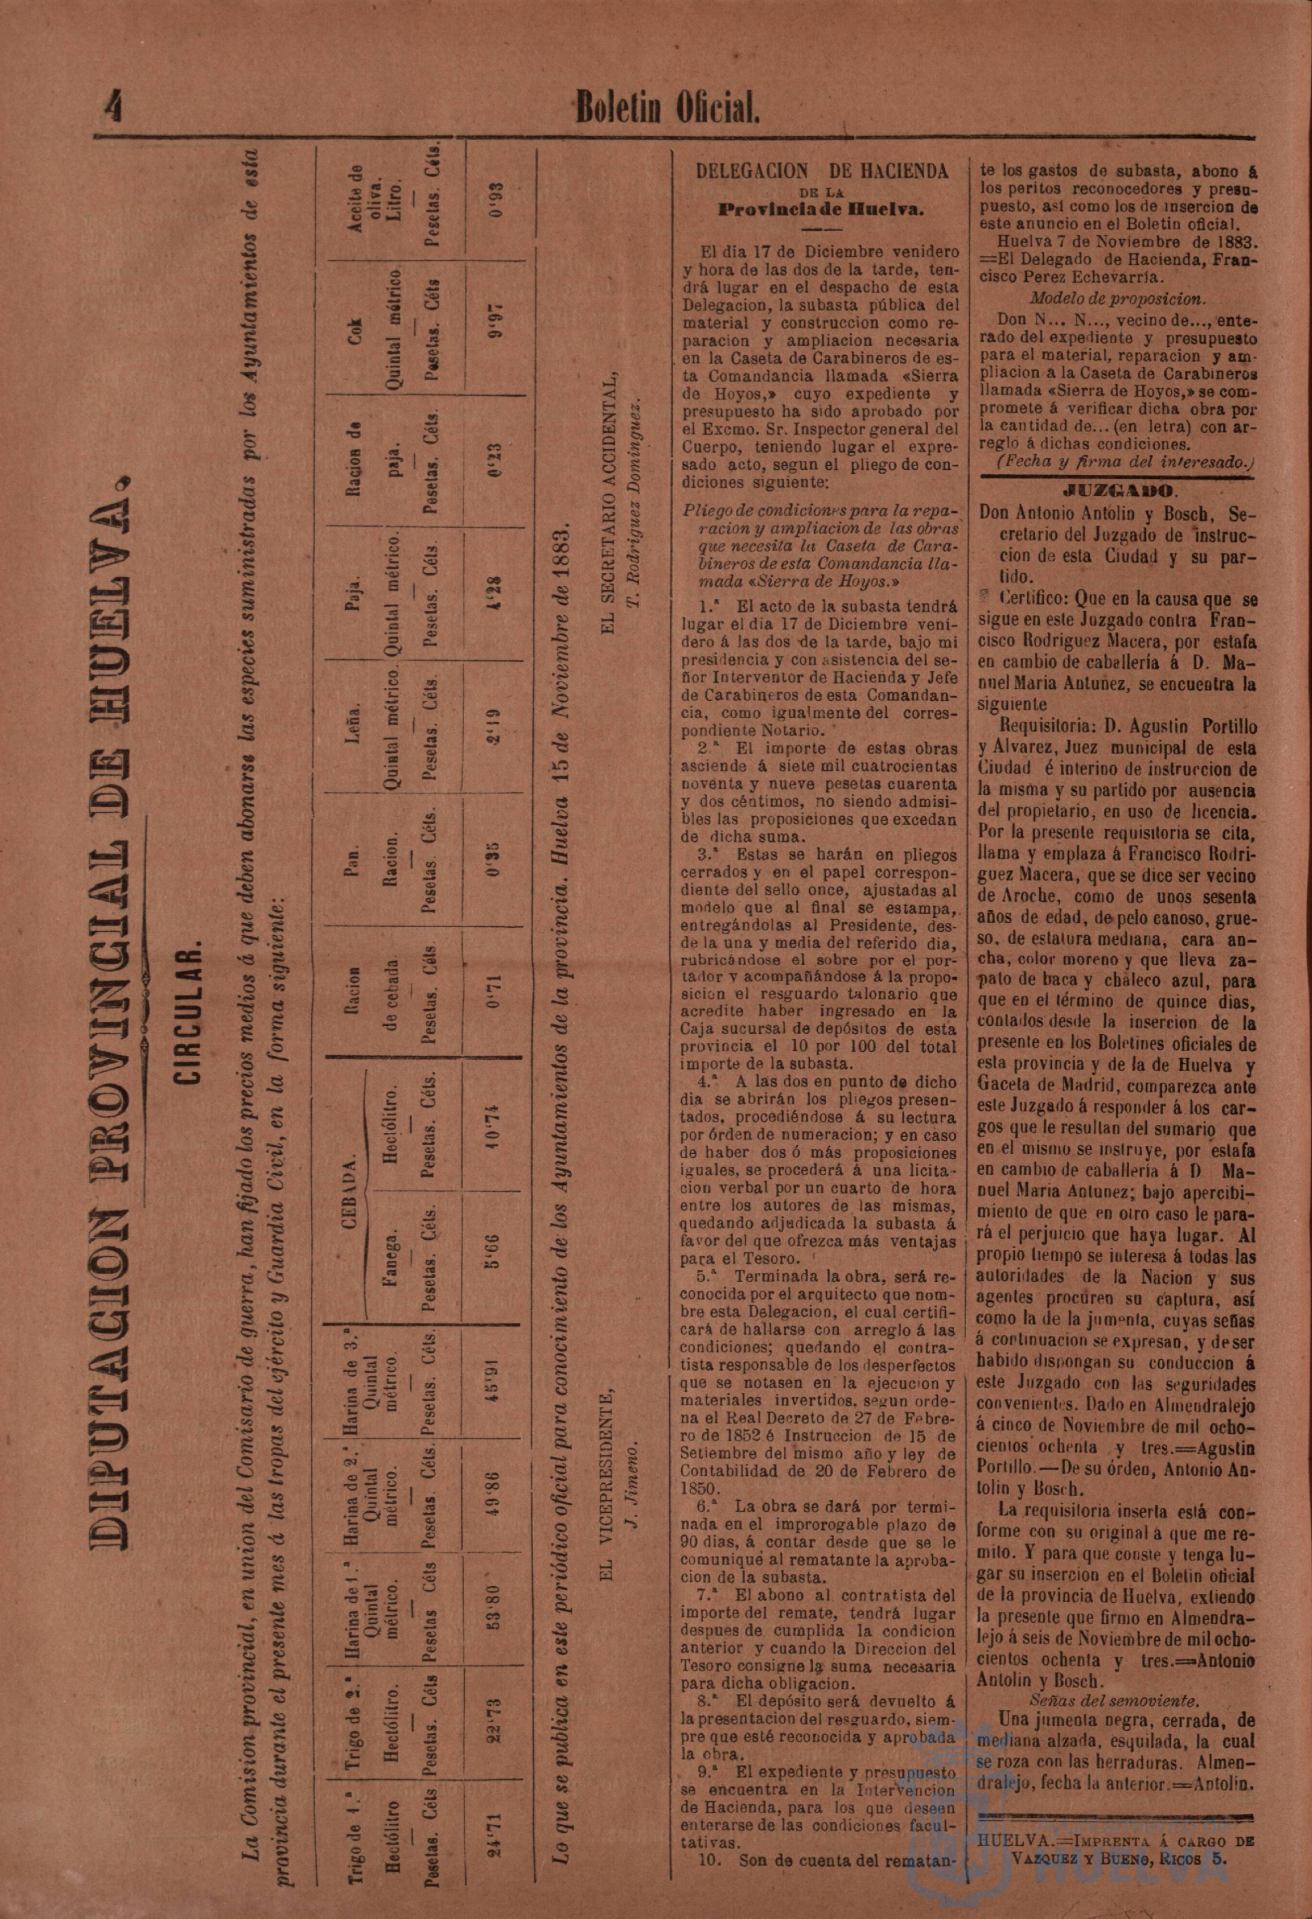 4
Boletin Oficial.
DIPUTACION PROVINCIAL DE HUELVA.
CIRCULAR.
La Comision provincial, en union del Comisario de guerra, han fijado los precios medios á que deben abonarse las especies suministradas por los Ayuntamientos de esta
provincia durante el presente mes á las tropas del ejército y Guardia Civil, en la forma siguiente:
Trigo de 1.ª Hectólitro Pesetas. Céts 24'71
Trigo de 2.ª Hectólitro. Pesetas. Céts 22'73
Harina de 1.ª Quintal métrico. Pesetas Céts 53'80
Harina de 2.ª Quintal métrico. Pesetas. Céts. 49'86
Harina de 3.ª Quintal métrico. Pesetas. Céts. 45'91
CEBADA.
Fanega. Pesetas. Céts. 5'66
Hectólitro. Pesetas. Céts. 10'74
Racion de cebada Pesetas. Céts 0'71
Pan. Racion. Pesetas. Céts. 0'35
Leña. Quintal métrico. Pesetas. Céts. 2'19
Paja. Quintal métrico. Pesetas. Céts. 4'28
Racion de paja. Pesetas. Céts. 0'23
Cok Quintal métrico. Pesetas. Céts 9'97
Aceite de oliva. Litro. Pesetas. Céts. 0'93
Lo que se publica en este periódico oficial para conocimiento de los Ayuntamientos de la provincia. Huelva 15 de Noviembre de 1883.
EL VICEPRESIDENTE,
J. Jimeno.
EL SECRETARIO ACCIDENTAL,
T. Rodriguez Dominguez.
DELEGACION DE HACIENDA
DE LA
Provincia de Huelva.
El dia 17 de Diciembre venidero
y hora de las dos de la tarde, ten-
drá lugar en el despacho de esta
Delegacion, la subasta pública del
material y construccion como re-
paracion y ampliacion necesaria
en la Caseta de Carabineros de es-
ta Comandancia llamada «Sierra
de Hoyos,» cuyo expediente y
presupuesto ha sido aprobado por
el Excmo. Sr. Inspector general del
Cuerpo, teniendo lugar el expre-
sado acto, segun el pliego de con-
diciones siguiente:
Pliego de condiciones para la repa-
racion y ampliacion de las obras
que necesita la Caseta de Cara-
bineros de esta Comandancia lla-
mada «Sierra de Hoyos.»
1.ª El acto de la subasta tendrá
lugar el dia 17 de Diciembre veni-
dero á las dos de la tarde, bajo mi
presidencia y con asistencia del se-
ñor Interventor de Hacienda y Jefe
de Carabineros de esta Comandan-
cia, como igualmente del corres-
pondiente Notario.
2.ª El importe de estas obras
asciende á siete mil cuatrocientas
noventa y nueve pesetas cuarenta
y dos céntimos, no siendo admisi-
bles las proposiciones que excedan
de dicha suma.
3.ª Estas se harán en pliegos
cerrados y en el papel correspon-
diente del sello once, ajustadas al
modelo que al final se estampa,
entregándolas al Presidente, des-
de la una y media del referido dia,
rubricándose el sobre por el por-
tador y acompañándose á la propo-
sicion el resguardo talonario que
acredite haber ingresado en la
Caja sucursal de depósitos de esta
provincia el 10 por 100 del total
importe de la subasta.
4.ª A las dos en punto de dicho
dia se abrirán los pliegos presen-
tados, procediéndose á su lectura
por órden de numeracion; y en caso
de haber dos ó más proposiciones
iguales, se procederá á una licita-
cion verbal por un cuarto de hora
entre los autores de las mismas,
quedando adjudicada la subasta á
favor del que ofrezca más ventajas
para el Tesoro.
5.ª Terminada la obra, será re-
conocida por el arquitecto que nom-
bre esta Delegacion, el cual certifi-
cará de hallarse con arreglo á las
condiciones; quedando el contra-
tista responsable de los desperfectos
que se notasen en la ejecucion y
materiales invertidos, segun orde-
na el Real Decreto de 27 de Febre-
ro de 1852 é Instruccion de 15 de
Setiembre del mismo año y ley de
Contabilidad de 20 de Febrero de
1850.
6.ª La obra se dará por termi-
nada en el improrogable plazo de
90 dias, á contar desde que se le
comunique al rematante la aproba-
cion de la subasta.
7.ª El abono al contratista del
importe del remate, tendrá lugar
despues de cumplida la condicion
anterior y cuando la Direccion del
Tesoro consigne la suma necesaria
para dicha obligacion.
8.ª El depósito será devuelto á
la presentacion del resguardo, siem-
pre que esté reconocida y aprobada
la obra.
9.ª El expediente y presupuesto
se encuentra en la Intervencion
de Hacienda, para los que deseen
enterarse de las condiciones facul-
tativas.
10. Son de cuenta del rematan-
te los gastos de subasta, abono á
los peritos reconocedores y presu-
puesto, así como los de insercion de
este anuncio en el Boletin oficial.
Huelva 7 de Noviembre de 1883.
=El Delegado de Hacienda, Fran-
cisco Perez Echevarría.
Modelo de proposicion.
Don N... N..., vecino de..., ente-
rado del expediente y presupuesto
para el material, reparacion y am-
pliacion á la Caseta de Carabineros
llamada «Sierra de Hoyos,» se com-
promete á verificar dicha obra por
la cantidad de... (en letra) con ar-
reglo á dichas condiciones.
(Fecha y firma del interesado.)
JUZGADO.
Don Antonio Antolin y Bosch, Se-
cretario del Juzgado de instruc-
cion de esta Ciudad y su par-
tido.
Certifico: Que en la causa que se
sigue en este Juzgado contra Fran-
cisco Rodriguez Macera, por estafa
en cambio de caballería á D. Ma-
nuel Maria Antuñez, se encuentra la
siguiente
Requisitoria: D. Agustin Portillo
y Alvarez, Juez municipal de esta
Ciudad é interino de instruccion de
la misma y su partido por ausencia
del propietario, en uso de licencia.
Por la presente requisitoria se cita,
llama y emplaza á Francisco Rodri-
guez Macera, que se dice ser vecino
de Aroche, como de unos sesenta
años de edad, de pelo canoso, grue-
so, de estatura mediana, cara an-
cha, color moreno y que lleva za-
pato de baca y chaleco azul, para
que en el término de quince dias,
contados desde la insercion de la
presente en los Boletines oficiales de
esta provincia y de la de Huelva y
Gaceta de Madrid, comparezca ante
este Juzgado á responder á los car-
gos que le resultan del sumario que
en el mismo se instruye, por estafa
en cambio de caballería á D Ma-
nuel Maria Antunez; bajo apercibi-
miento de que en otro caso le para-
rá el perjuicio que haya lugar. Al
propio tiempo se interesa á todas las
autoridades de la Nacion y sus
agentes procuren su captura, así
como la de la jumenta, cuyas señas
á continuacion se expresan, y de ser
habido dispongan su conduccion á
este Juzgado con las seguridades
convenientes. Dado en Almendralejo
á cinco de Noviembre de mil ocho-
cientos ochenta y tres.=Agustin
Portillo.—De su órden, Antonio An-
tolin y Bosch.
La requisitoria inserta está con-
forme con su original á que me re-
mito. Y para que conste y tenga lu-
gar su insercion en el Boletin oficial
de la provincia de Huelva, extiendo
la presente que firmo en Almendra-
lejo á seis de Noviembre de mil ocho-
cientos ochenta y tres.=Antonio
Antolin y Bosch.
Señas del semoviente.
Una jumenta negra, cerrada, de
mediana alzada, esquilada, la cual
se roza con las herraduras. Almen-
dralejo, fecha la anterior.=Antolin.
HUELVA.=IMPRENTA Á CARGO DE
VAZQUEZ Y BUENO, RICOS 5.
HUELVA